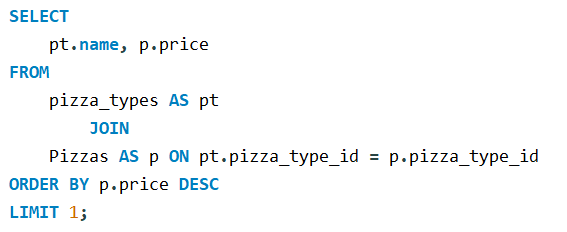 SELECT
    pt.name, p.price
FROM
    pizza_types AS pt
        JOIN
    Pizzas AS p ON pt.pizza_type_id = p.pizza_type_id
ORDER BY p.price DESC
LIMIT 1;